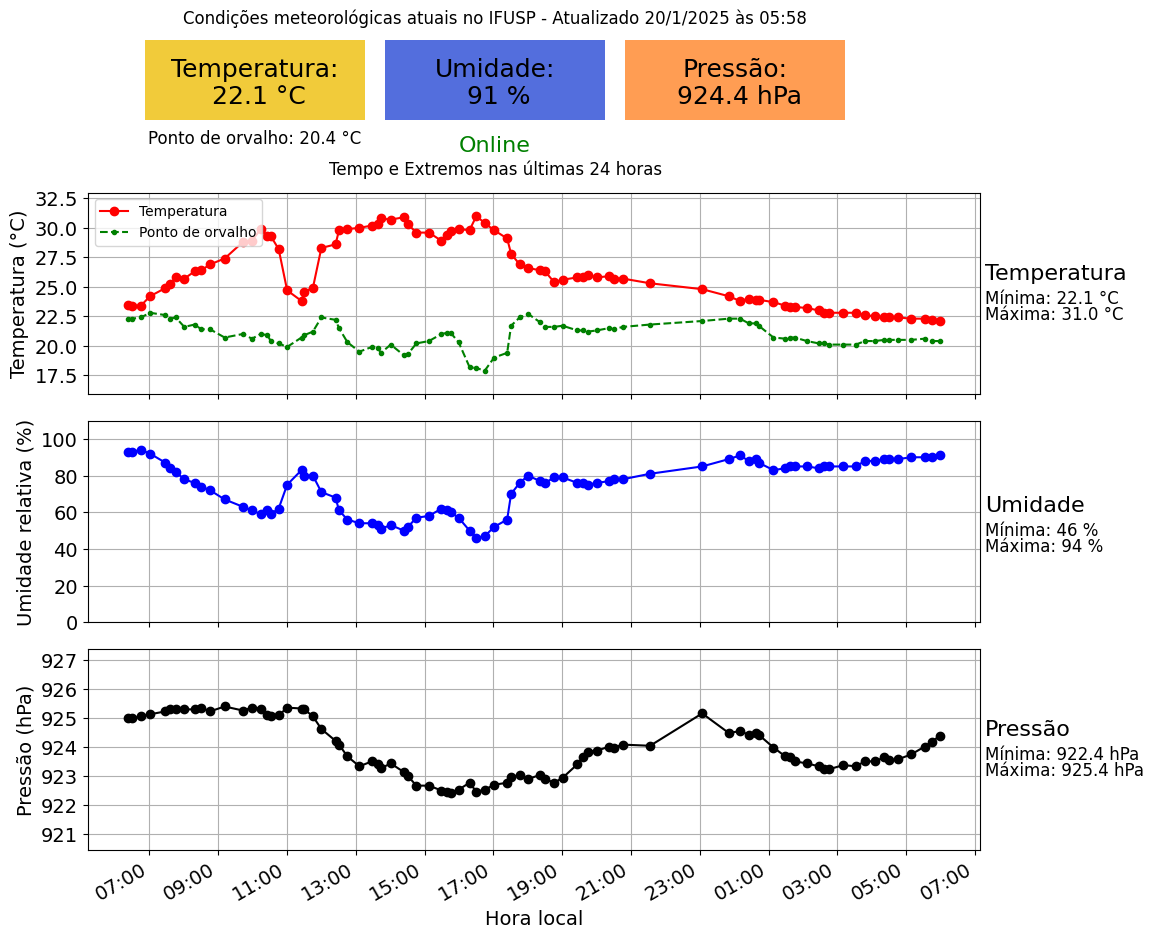 Condições meteorológicas atuais no IFUSP - Atualizado 20/1/2025 às 05:58
Temperatura:
22.1 °C
Umidade:
91 %
Pressão:
924.4 hPa
Ponto de orvalho: 20.4 °C
Online
Tempo e Extremos nas últimas 24 horas
Temperatura (°C)
32.5
30.0
27.5
25.0
22.5
20.0
17.5
Temperatura
Ponto de orvalho
Temperatura
Mínima: 22.1 °C
Máxima: 31.0 °C
Umidade relativa (%)
100
80
60
40
20
0
Umidade
Mínima: 46 %
Máxima: 94 %
Pressão (hPa)
927
926
925
924
923
922
921
Pressão
Mínima: 922.4 hPa
Máxima: 925.4 hPa
07:00 09:00 11:00 13:00 15:00 17:00 19:00 21:00 23:00 01:00 03:00 05:00 07:00
Hora local